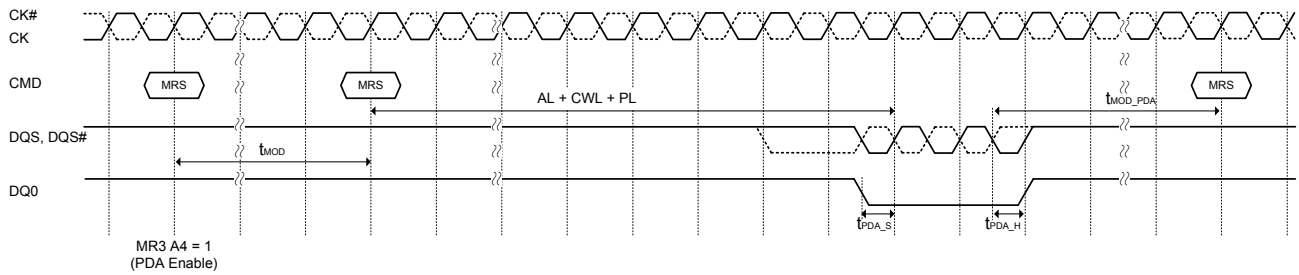 CK#
CK
CMD
MRS
MRS
MRS
AL + CWL + PL
tMOD_PDA
DQS, DQS#
tMOD
DQ0
tPDA_S
tPDA_H
MR3 A4 = 1
(PDA Enable)